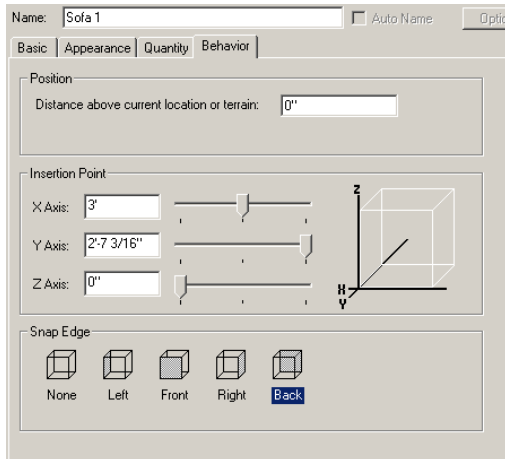 Name: Sofa 1 Auto Name Optio
Basic Appearance Quantity Behavior
Position
Distance above current location or terrain: 0"
Insertion Point
X Axis: 3'
Y Axis: 2'-7 3/16"
Z Axis: 0"
Z
X
Y
Snap Edge
None Left Front Right Back